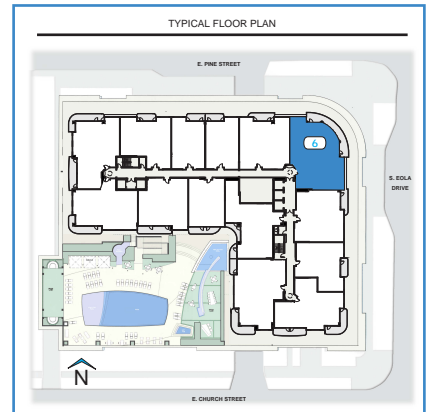 TYPICAL FLOOR PLAN
E. PINE STREET
6
S. EOLA
DRIVE
N
E. CHURCH STREET